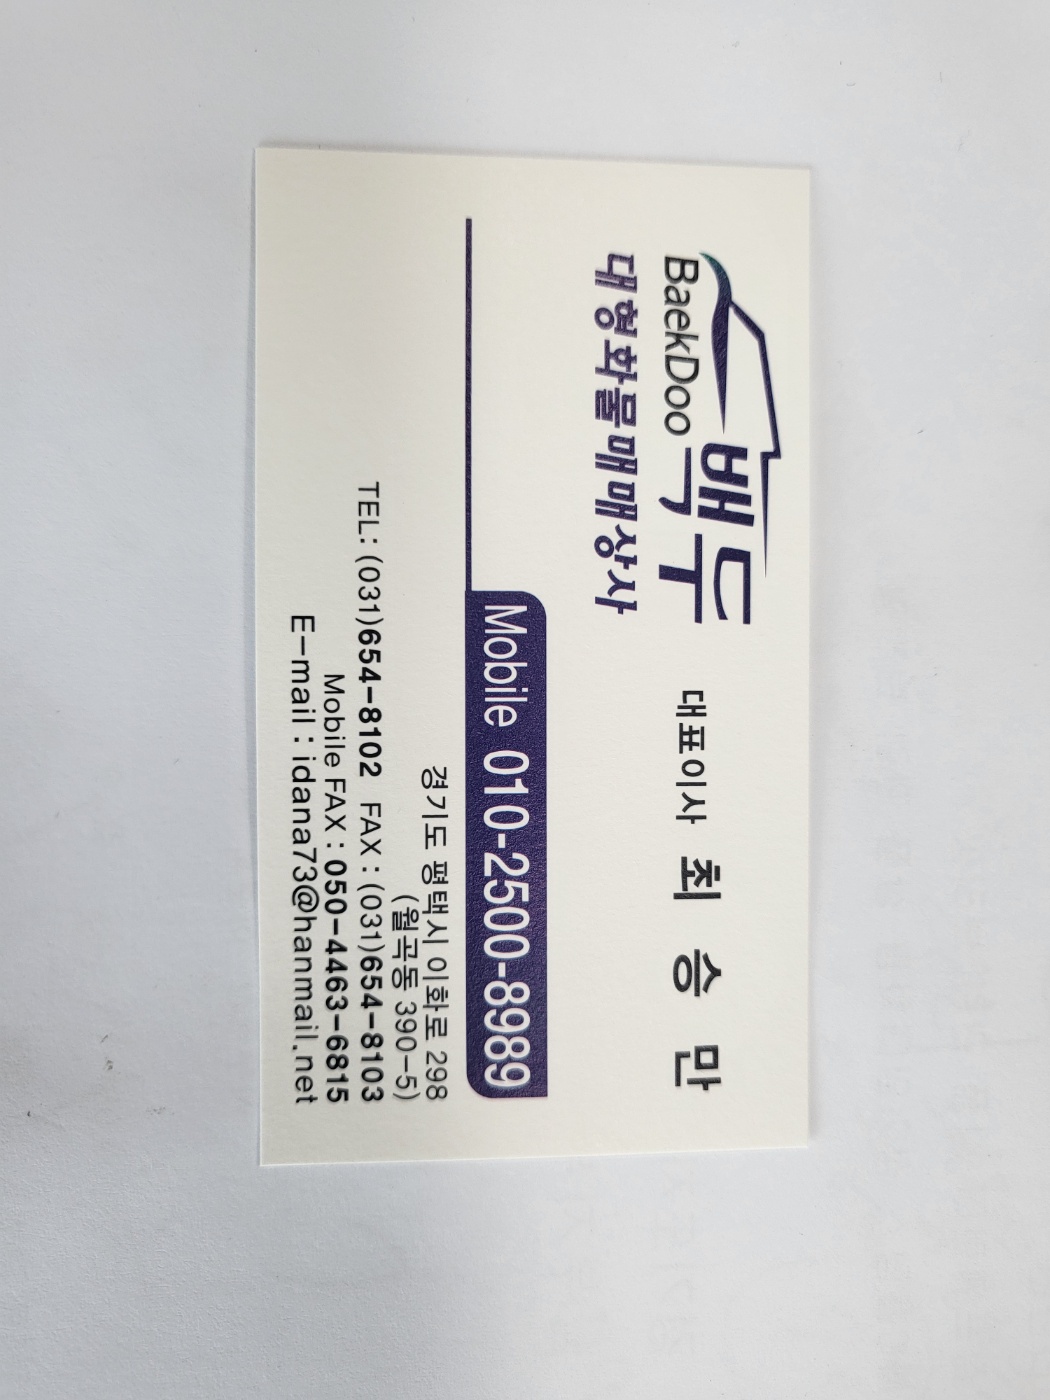 BaekDoo 백두
대형화물매매상사
대표이사 최 승 만
Mobile 010-2500-8989
경기도 평택시 이화로 298
(월곡동 390-5)
TEL: (031)654-8102 FAX : (031)654-8103
Mobile FAX : 050-4463-6815
E-mail : idana73@hanmail.net